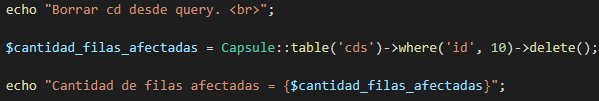 echo "Borrar cd desde query. <br>";
$cantidad_filas_afectadas = Capsule::table('cds')->where('id', 10)->delete();
echo "Cantidad de filas afectadas = {$cantidad_filas_afectadas}";